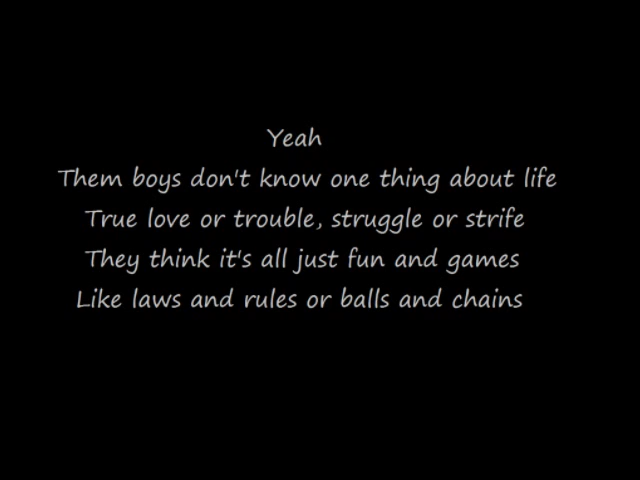 Yeah
Them boys don't know one thing about life
True love or trouble, struggle or strife
They think it's all just fun and games
Like laws and rules or balls and chains